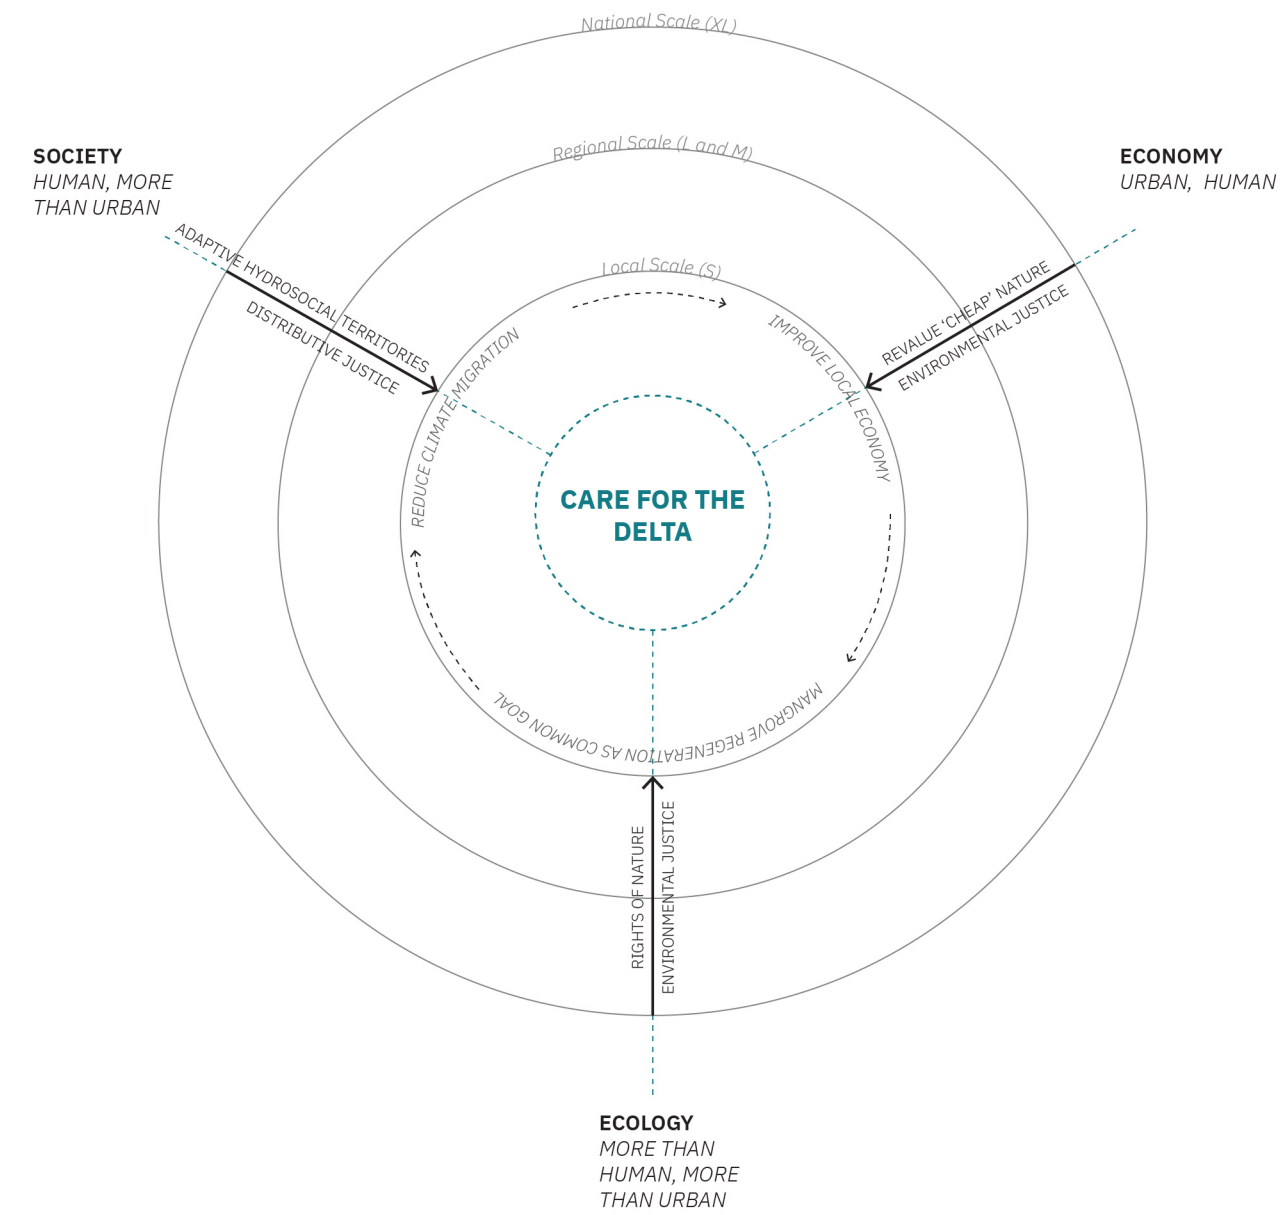 National Scale (XL)
Regional Scale (L and M)
Local Scale (S)
SOCIETY
HUMAN, MORE
THAN URBAN
ECONOMY
URBAN, HUMAN
ADAPTIVE HYDROSOCIAL TERRITORIES
DISTRIBUTIVE JUSTICE
REVALUE ‘CHEAP’ NATURE
ENVIRONMENTAL JUSTICE
REDUCE CLIMATE MIGRATION
IMPROVE LOCAL ECONOMY
CARE FOR THE
DELTA
MANGROVE REGENERATION AS COMMON GOAL
RIGHTS OF NATURE
ENVIRONMENTAL JUSTICE
ECOLOGY
MORE THAN
HUMAN, MORE
THAN URBAN